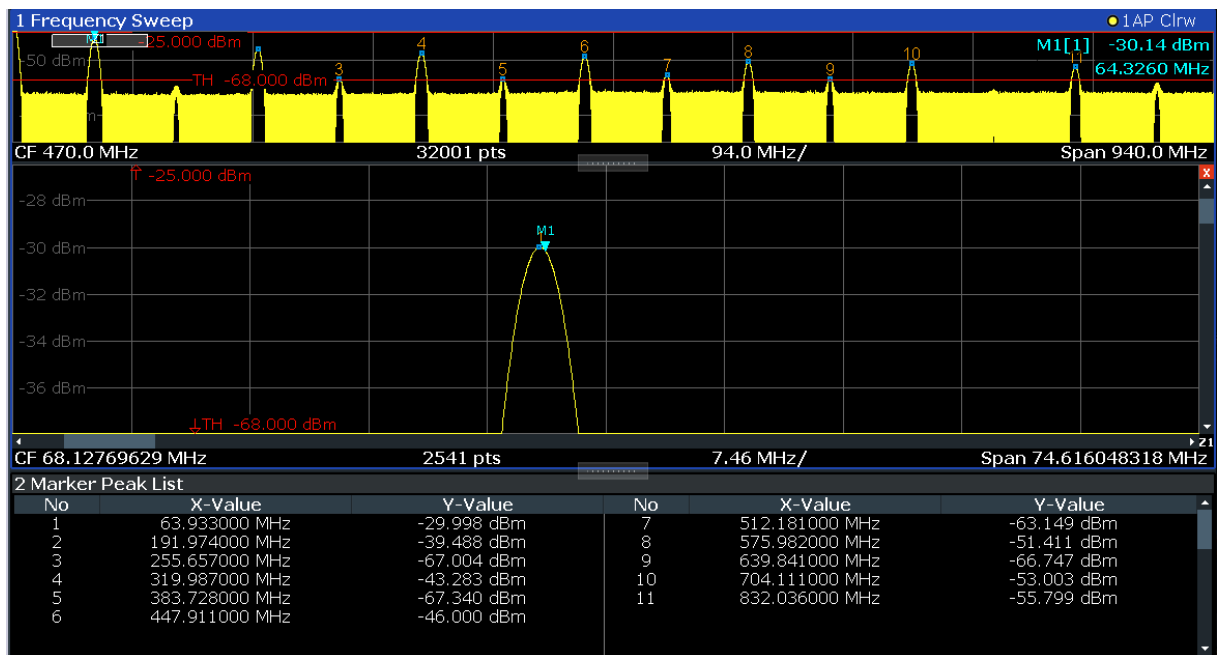 1 Frequency Sweep 1AP Clrw
M1 -25.000 dBm 4 6 8 10 M1[1] -30.14 dBm
-50 dBm 3 5 7 9 11 64.3260 MHz
TH -68.000 dBm
CF 470.0 MHz 32001 pts 94.0 MHz/ Span 940.0 MHz
-25.000 dBm
-28 dBm
M1
-30 dBm
-32 dBm
-34 dBm
-36 dBm
TH -68.000 dBm
Z1
CF 68.12769629 MHz 2541 pts 7.46 MHz/ Span 74.616048318 MHz
2 Marker Peak List
No X-Value Y-Value No X-Value Y-Value
1 63.933000 MHz -29.998 dBm 7 512.181000 MHz -63.149 dBm
2 191.974000 MHz -39.488 dBm 8 575.982000 MHz -51.411 dBm
3 255.657000 MHz -67.004 dBm 9 639.841000 MHz -66.747 dBm
4 319.987000 MHz -43.283 dBm 10 704.111000 MHz -53.003 dBm
5 383.728000 MHz -67.340 dBm 11 832.036000 MHz -55.799 dBm
6 447.911000 MHz -46.000 dBm